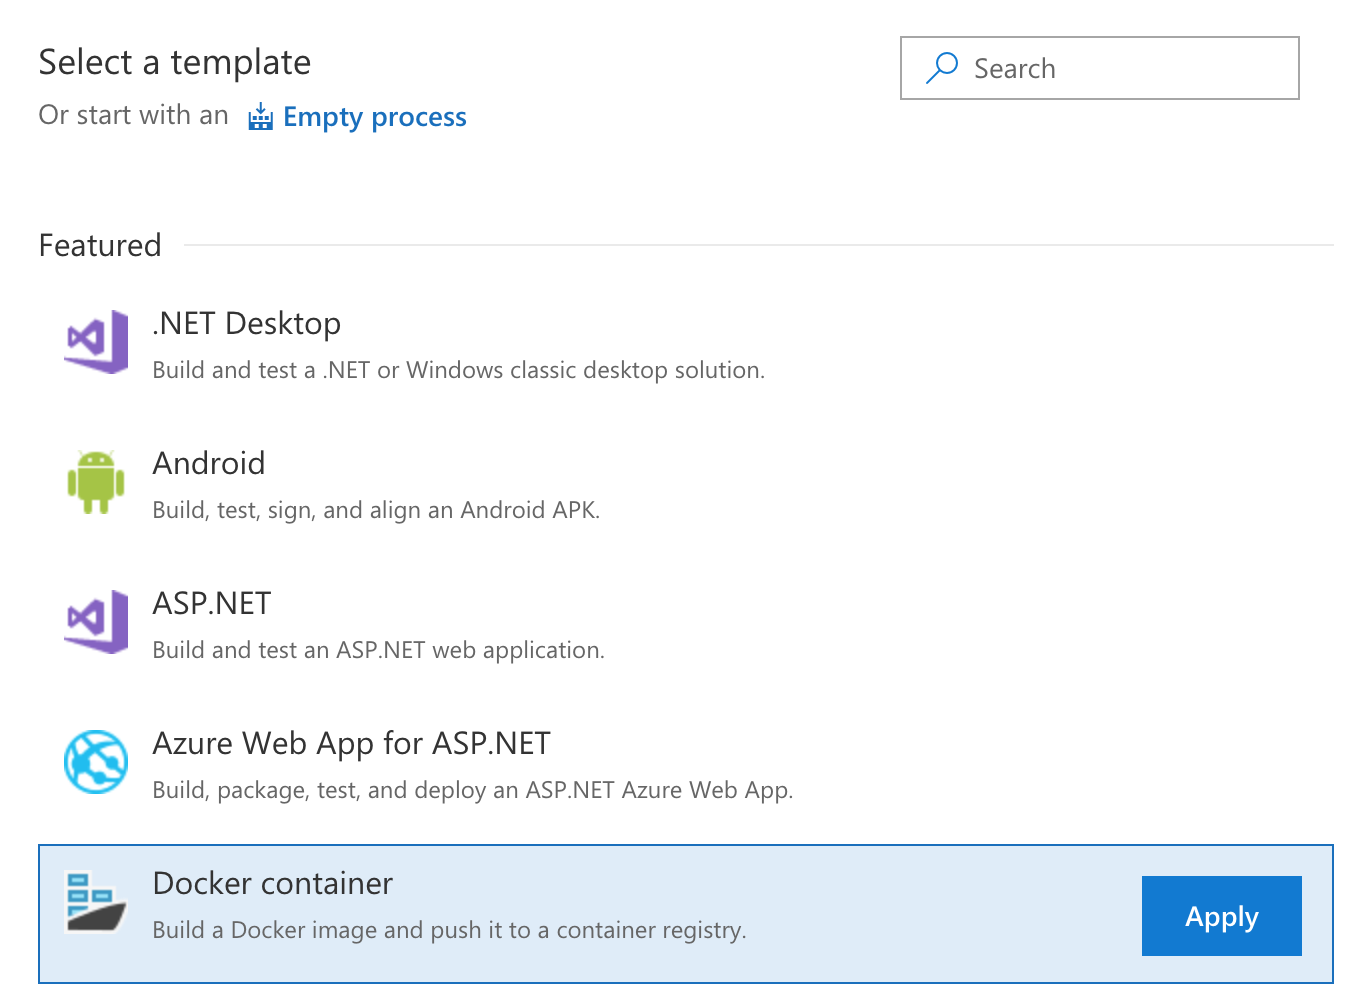 Select a template
Search
Or start with an Empty process
Featured
.NET Desktop
Build and test a .NET or Windows classic desktop solution.
Android
Build, test, sign, and align an Android APK.
ASP.NET
Build and test an ASP.NET web application.
Azure Web App for ASP.NET
Build, package, test, and deploy an ASP.NET Azure Web App.
Docker container
Build a Docker image and push it to a container registry.
Apply